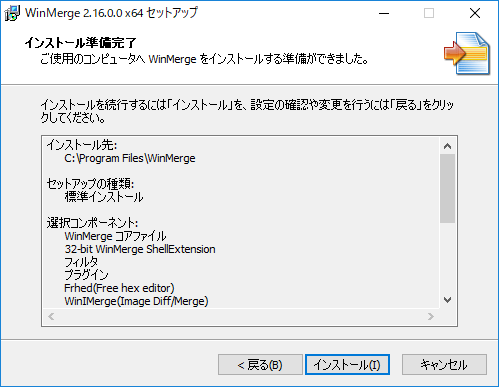 WinMerge 2.16.0.0 x64 セットアップ
インストール準備完了
ご使用のコンピュータへ WinMerge をインストールする準備ができました。
インストールを続行するには「インストール」を、設定の確認や変更を行うには「戻る」をクリッ
クしてください。
インストール先:
C:\Program Files\WinMerge
セットアップの種類:
標準インストール
選択コンポーネント:
WinMerge コアファイル
32-bit WinMerge ShellExtension
フィルタ
プラグイン
Frhed(Free hex editor)
WinIMerge(Image Diff/Merge)
< 戻る(B)
インストール(I)
キャンセル